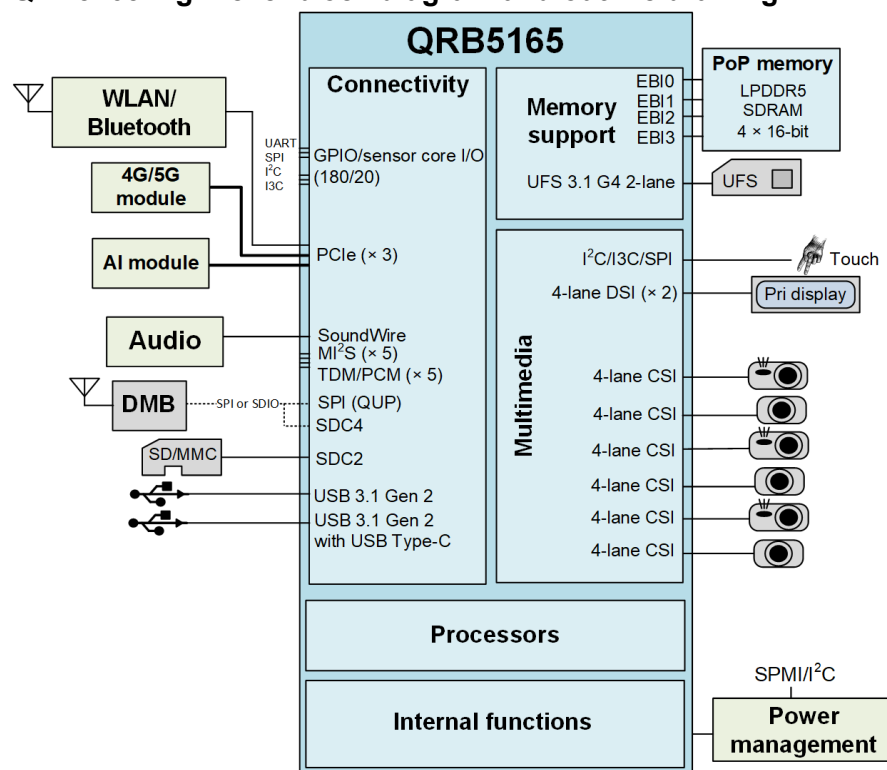 QRB5165
WLAN/
Bluetooth
4G/5G
module
AI module
Audio
DMB
SPI or SDIO
SD/MMC
UART
SPI
I²C
I3C
Connectivity
GPIO/sensor core I/O
(180/20)
PCIe (× 3)
SoundWire
MI²S (× 5)
TDM/PCM (× 5)
SPI (QUP)
SDC4
SDC2
USB 3.1 Gen 2
USB 3.1 Gen 2
with USB Type-C
Memory
support
EBI0
EBI1
EBI2
EBI3
UFS 3.1 G4 2-lane
PoP memory
LPDDR5
SDRAM
4 × 16-bit
UFS
Multimedia
I²C/I3C/SPI
Touch
4-lane DSI (× 2)
Pri display
4-lane CSI
4-lane CSI
4-lane CSI
4-lane CSI
4-lane CSI
4-lane CSI
Processors
Internal functions
SPMI/I²C
Power
management